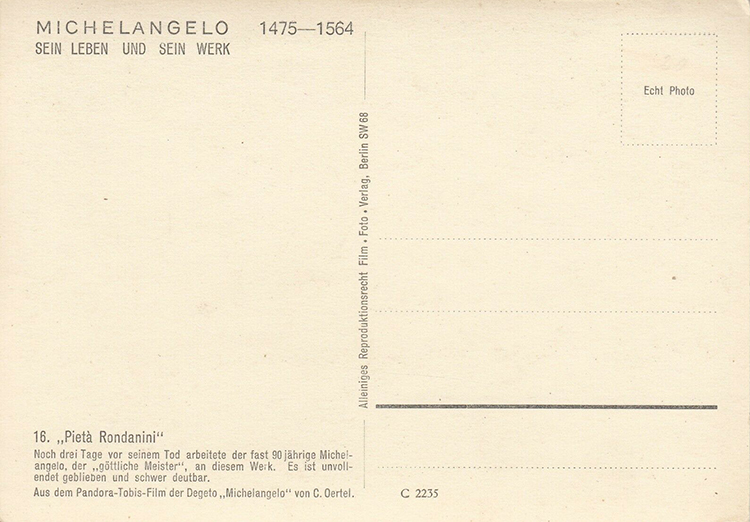 MICHELANGELO 1475—1564
SEIN LEBEN UND SEIN WERK
Echt Photo
Alleiniges Reproduktionsrecht Film • Foto • Verlag, Berlin SW 68
16. „Pietà Rondanini“
Noch drei Tage vor seinem Tod arbeitete der fast 90 jährige Michel-
angelo, der „göttliche Meister“, an diesem Werk. Es ist unvoll-
endet geblieben und schwer deutbar.
Aus dem Pandora-Tobis-Film der Degeto „Michelangelo“ von C. Oertel.
C 2235